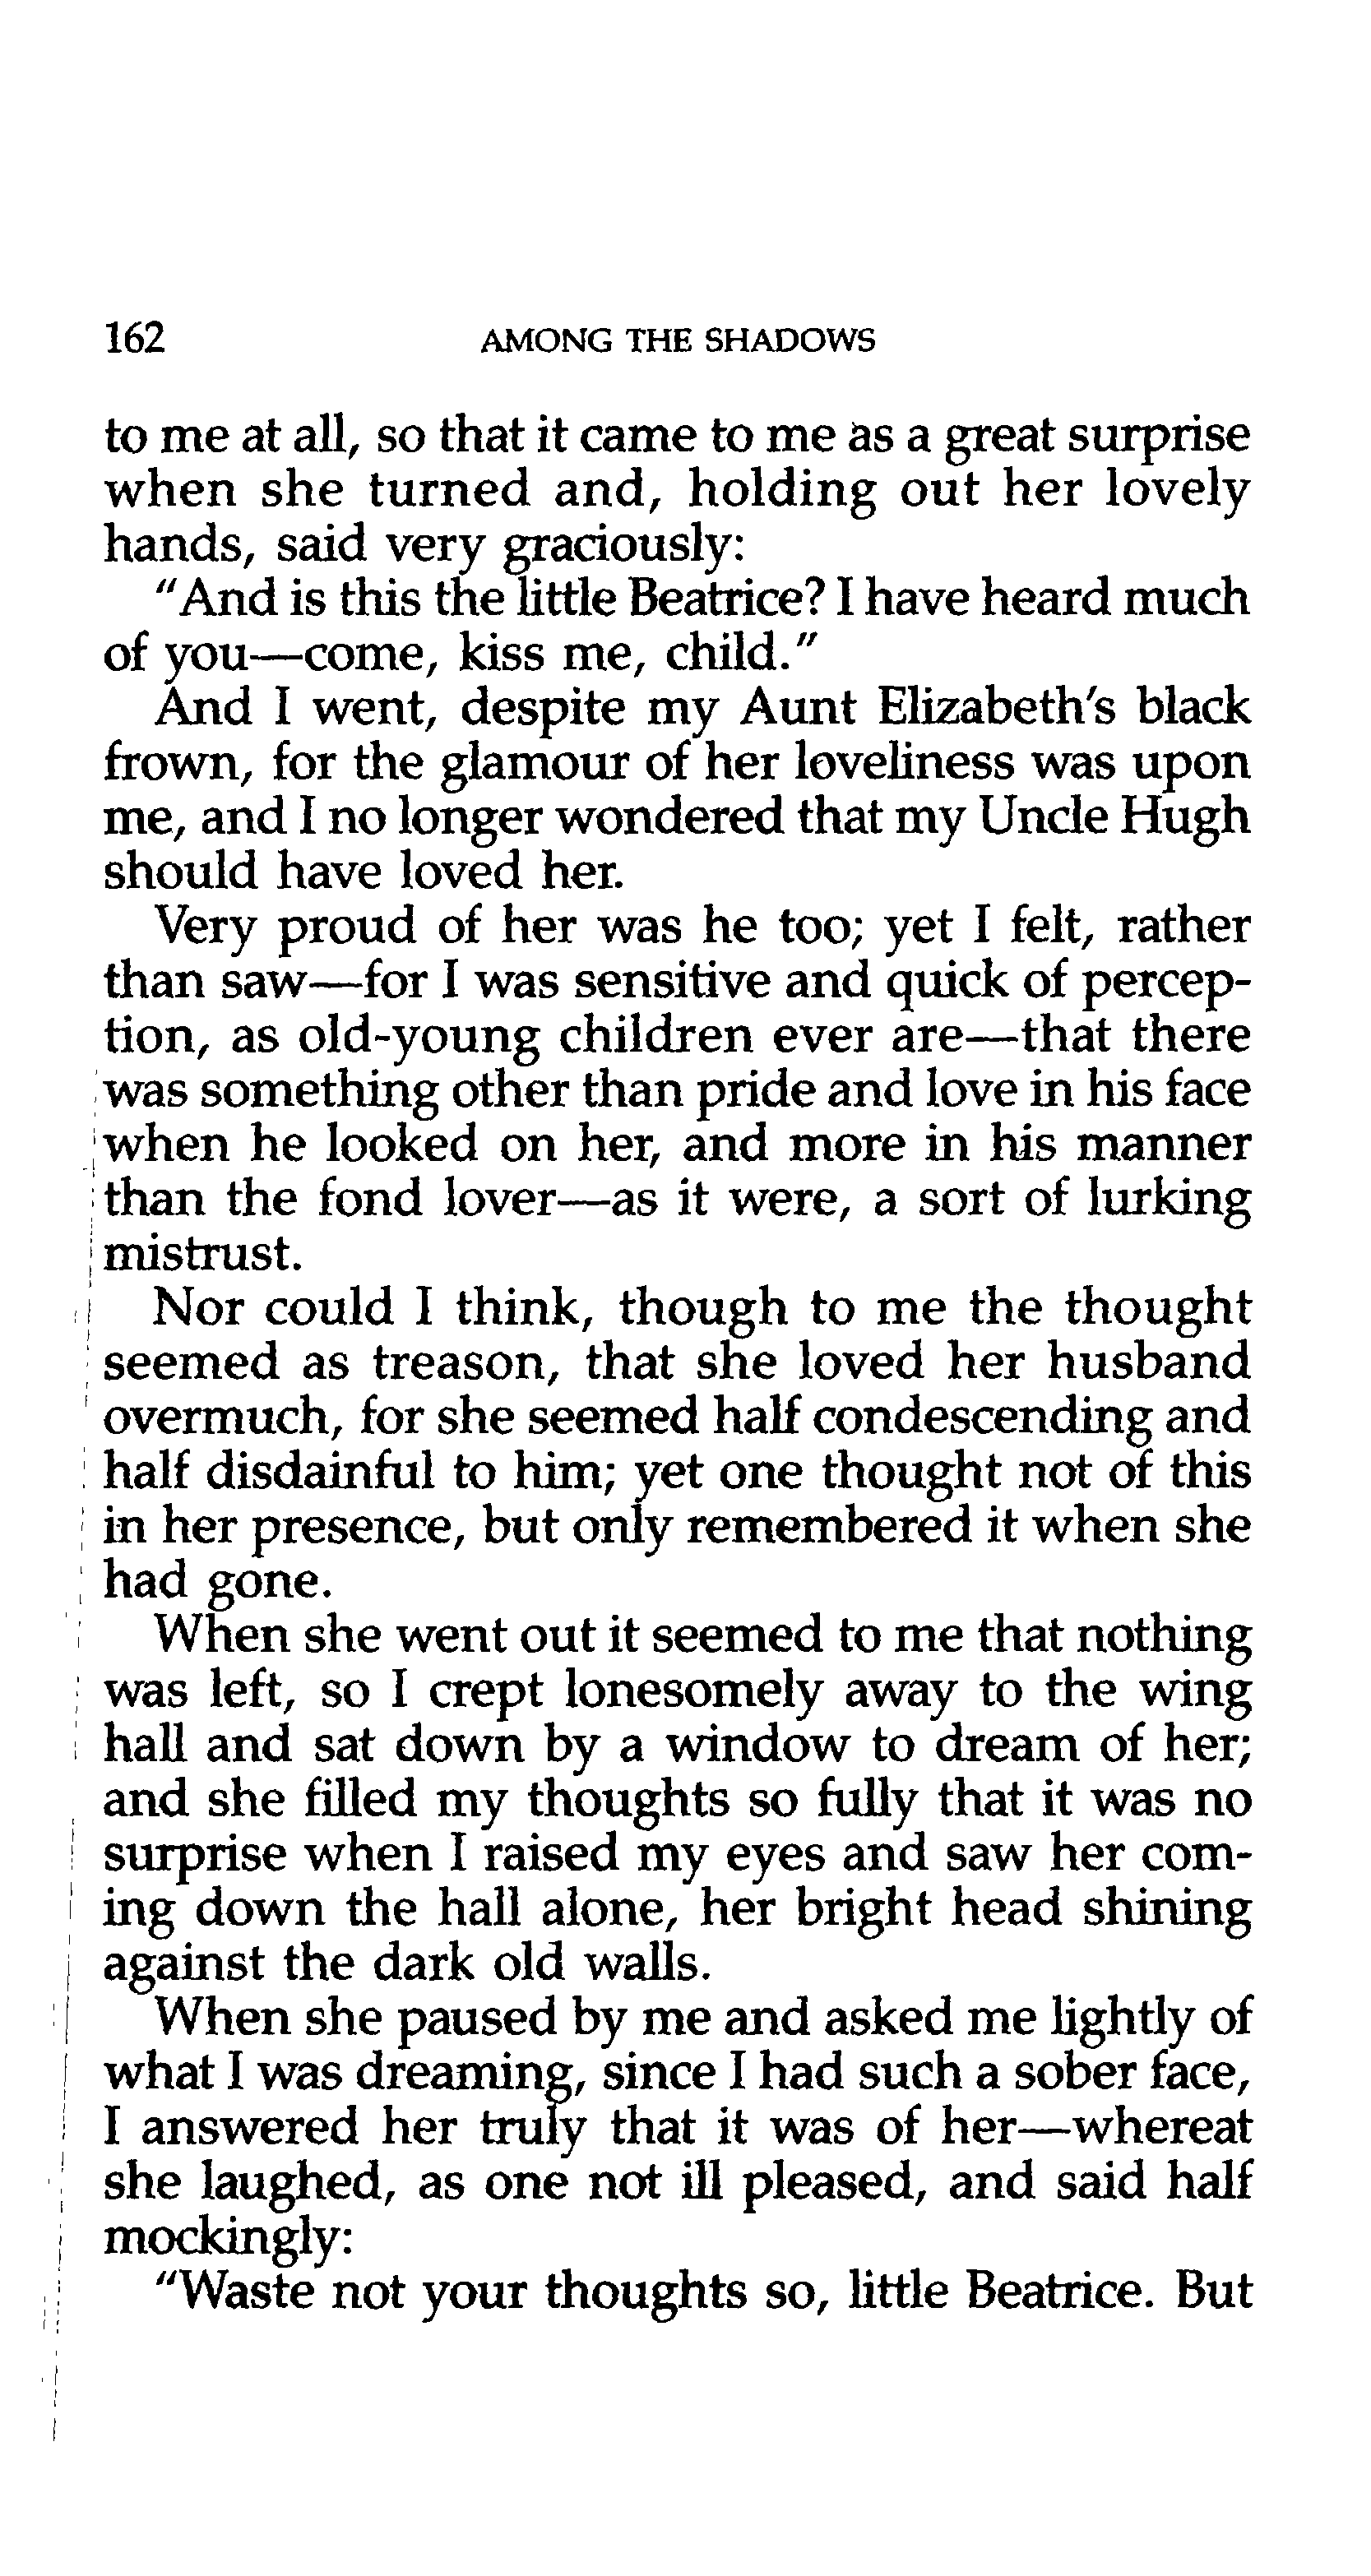 162 AMONG THE SHADOWS
to me at all, so that it came to me as a great surprise
when she turned and, holding out her lovely
hands, said very graciously:
"And is this the little Beatrice? I have heard much
of you—come, kiss me, child."
And I went, despite my Aunt Elizabeth's black
frown, for the glamour of her loveliness was upon
me, and I no longer wondered that my Uncle Hugh
should have loved her.
Very proud of her was he too; yet I felt, rather
than saw—for I was sensitive and quick of percep-
tion, as old-young children ever are—that there
was something other than pride and love in his face
when he looked on her, and more in his manner
than the fond lover—as it were, a sort of lurking
mistrust.
Nor could I think, though to me the thought
seemed as treason, that she loved her husband
overmuch, for she seemed half condescending and
half disdainful to him; yet one thought not of this
in her presence, but only remembered it when she
had gone.
When she went out it seemed to me that nothing
was left, so I crept lonesomely away to the wing
hall and sat down by a window to dream of her;
and she filled my thoughts so fully that it was no
surprise when I raised my eyes and saw her com-
ing down the hall alone, her bright head shining
against the dark old walls.
When she paused by me and asked me lightly of
what I was dreaming, since I had such a sober face,
I answered her truly that it was of her—whereat
she laughed, as one not ill pleased, and said half
mockingly:
"Waste not your thoughts so, little Beatrice. But